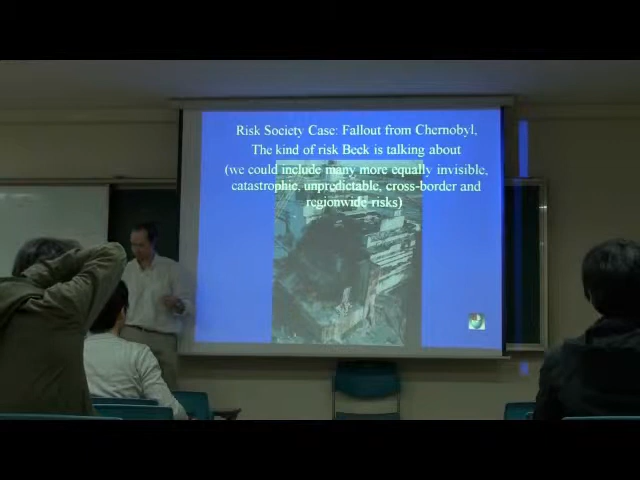 Risk Society Case: Fallout from Chernobyl,
The kind of risk Beck is talking about
(we could include many more equally invisible,
catastrophic, unpredictable, cross-border and
regionwide risks)